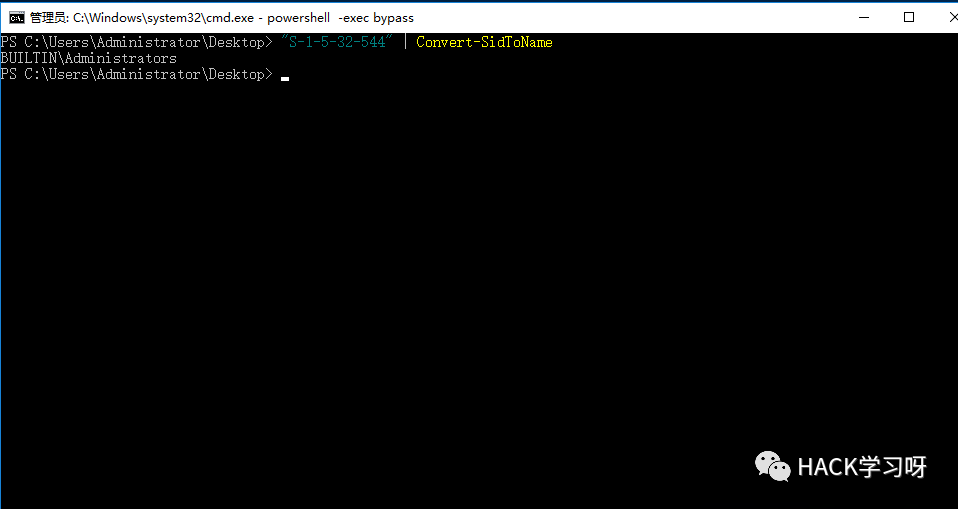 管理员: C:\Windows\system32\cmd.exe - powershell  -exec bypass
PS C:\Users\Administrator\Desktop> "S-1-5-32-544" | Convert-SidToName
BUILTIN\Administrators
PS C:\Users\Administrator\Desktop>
HACK学习呀